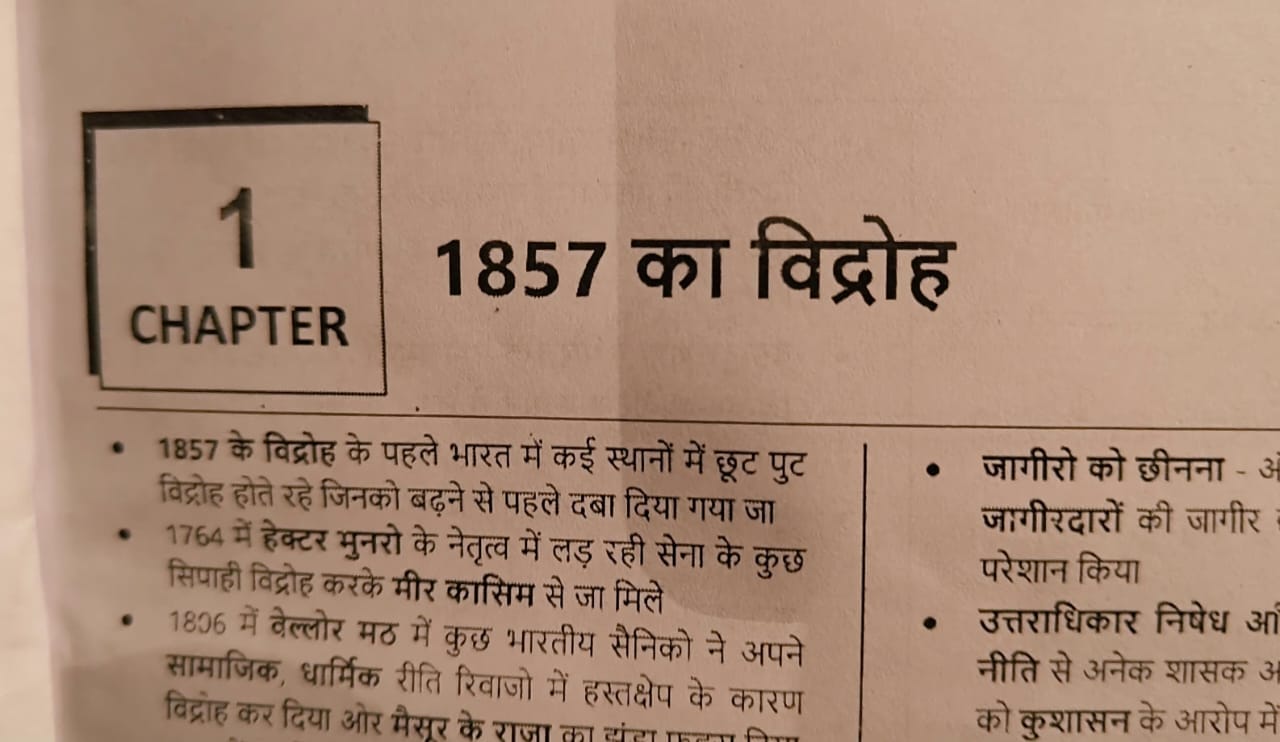 1
CHAPTER
1857 का विद्रोह
• 1857 के विद्रोह के पहले भारत में कई स्थानों में छूट पुट
विद्रोह होते रहे जिनको बढ़ने से पहले दबा दिया गया जा
• 1764 में हेक्टर मुनरो के नेतृत्व में लड़ रही सेना के कुछ
सिपाही विद्रोह करके मीर कासिम से जा मिले
• 1806 में वेल्लोर मठ में कुछ भारतीय सैनिको ने अपने
सामाजिक, धार्मिक रीति रिवाजो में हस्तक्षेप के कारण
विद्रोह कर दिया ओर मैसूर के राजा का झंडा
• जागीरो को छीनना -
जागीरदारों की जागीर
परेशान किया
• उत्तराधिकार निषेध
नीति से अनेक शासक
को कुशासन के आरोप में